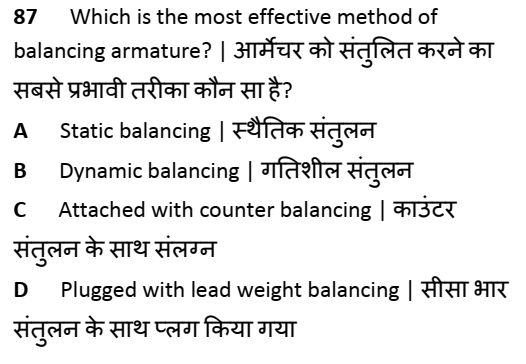 87 Which is the most effective method of
balancing armature? | आर्मेचर को संतुलित करने का
सबसे प्रभावी तरीका कौन सा है?
A Static balancing | स्थैतिक संतुलन
B Dynamic balancing | गतिशील संतुलन
C Attached with counter balancing | काउंटर
संतुलन के साथ संलग्न
D Plugged with lead weight balancing | सीसा भार
संतुलन के साथ प्लग किया गया